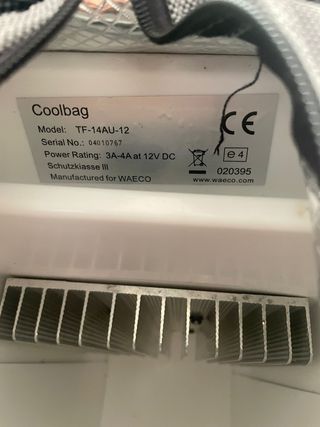 Coolbag
Model: TF-14AU-12
Serial No.: 04010767
Power Rating: 3A-4A at 12V DC
Schutzklasse III
Manufactured for WAECO
CE
e4
020395
www.waeco.com